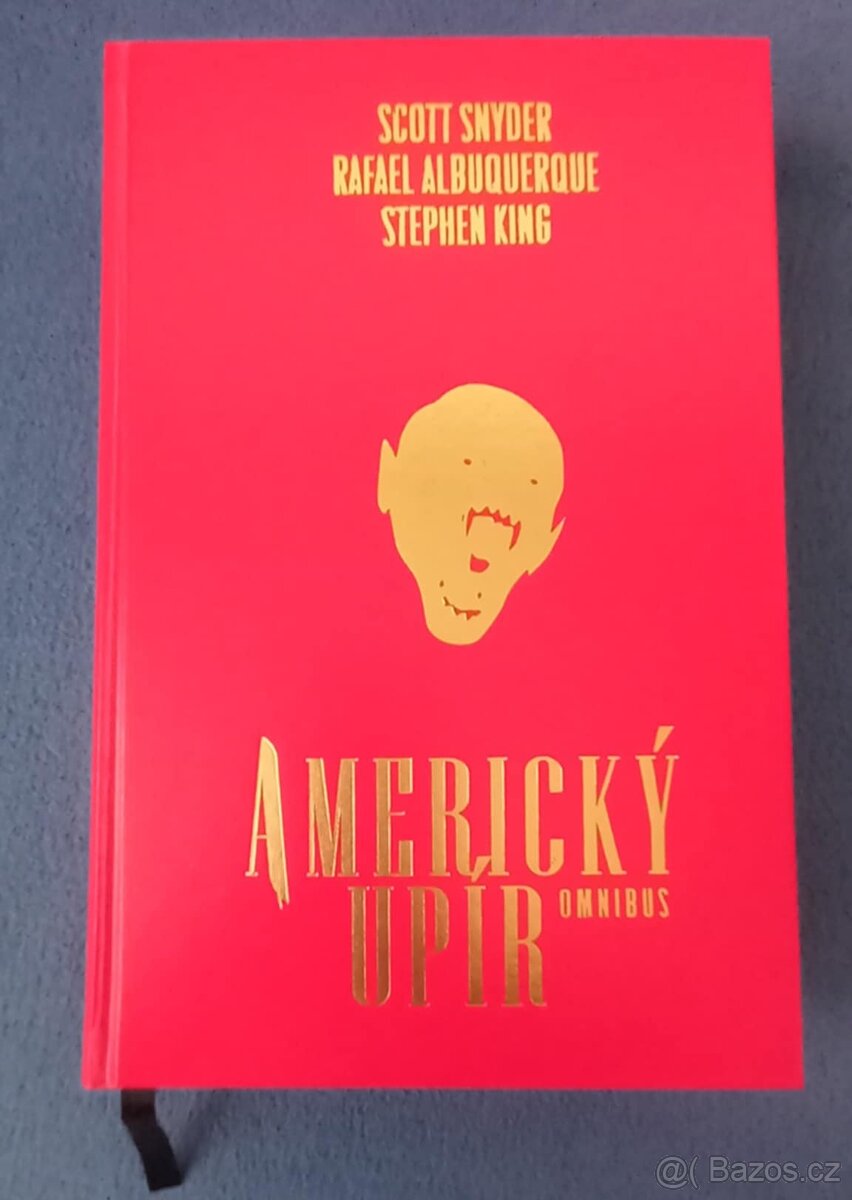 SCOTT SNYDER
RAFAEL ALBUQUERQUE
STEPHEN KING
AMERICKÝ
UPÍR OMNIBUS
@( Bazos.cz